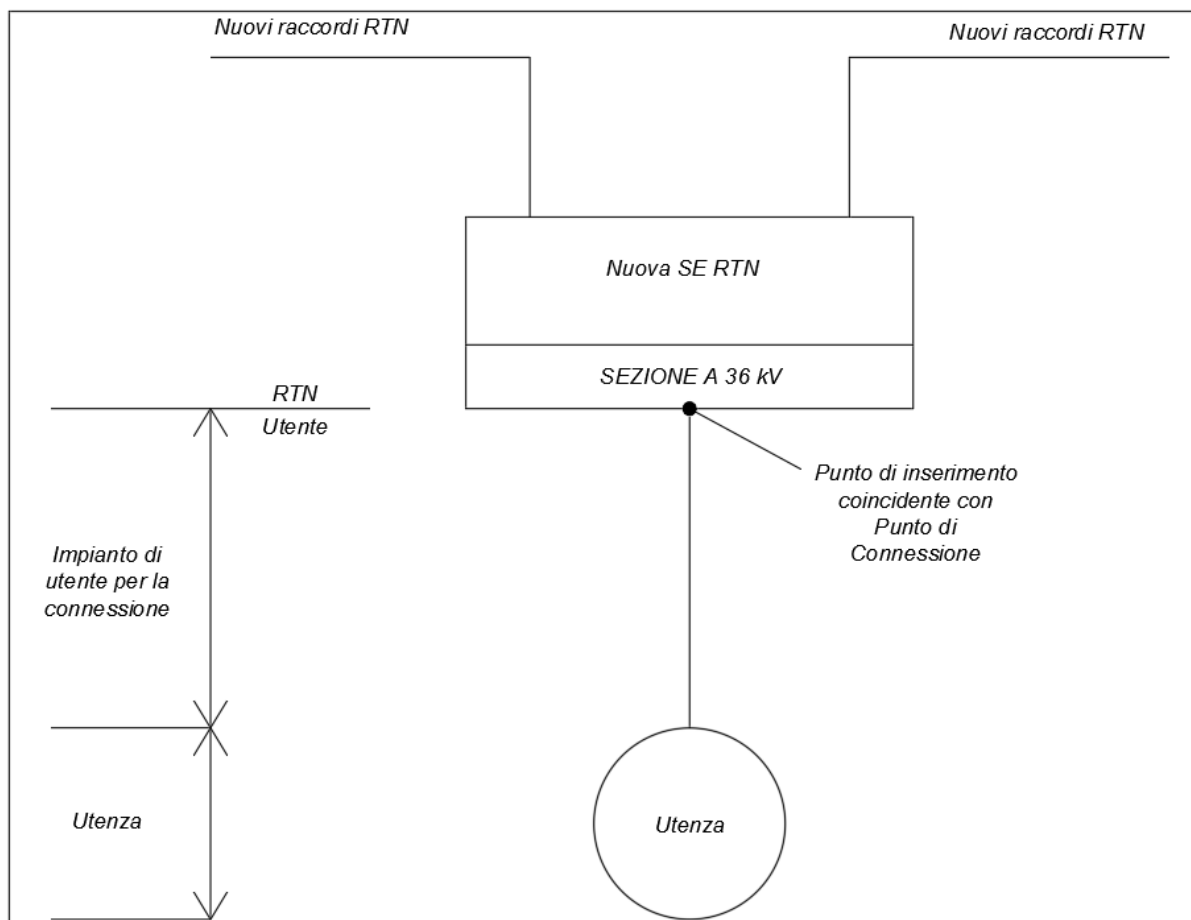 Nuovi raccordi RTN
Nuovi raccordi RTN
Nuova SE RTN
SEZIONE A 36 kV
RTN
Utente
Punto di inserimento
coincidente con
Punto di
Connessione
Impianto di
utente per la
connessione
Utenza
Utenza